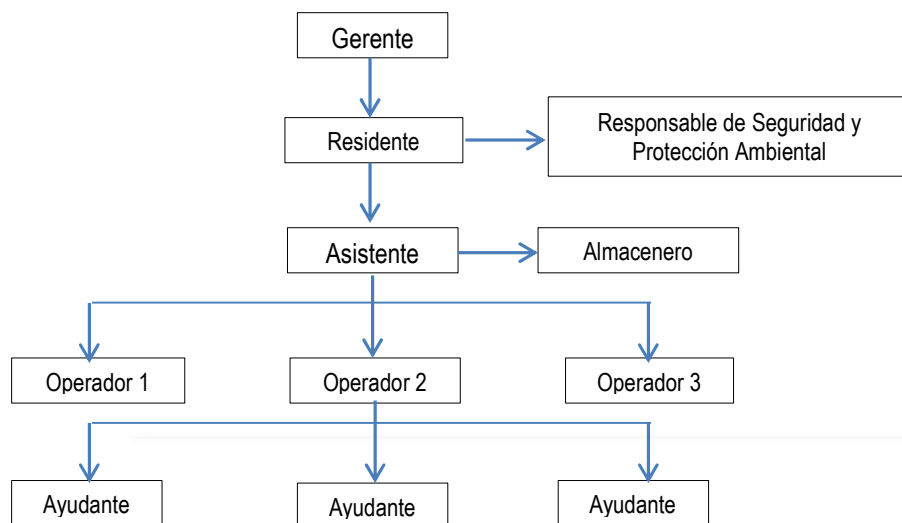 Gerente
Residente
Responsable de Seguridad y
Protección Ambiental
Asistente
Almacenero
Operador 1
Operador 2
Operador 3
Ayudante
Ayudante
Ayudante